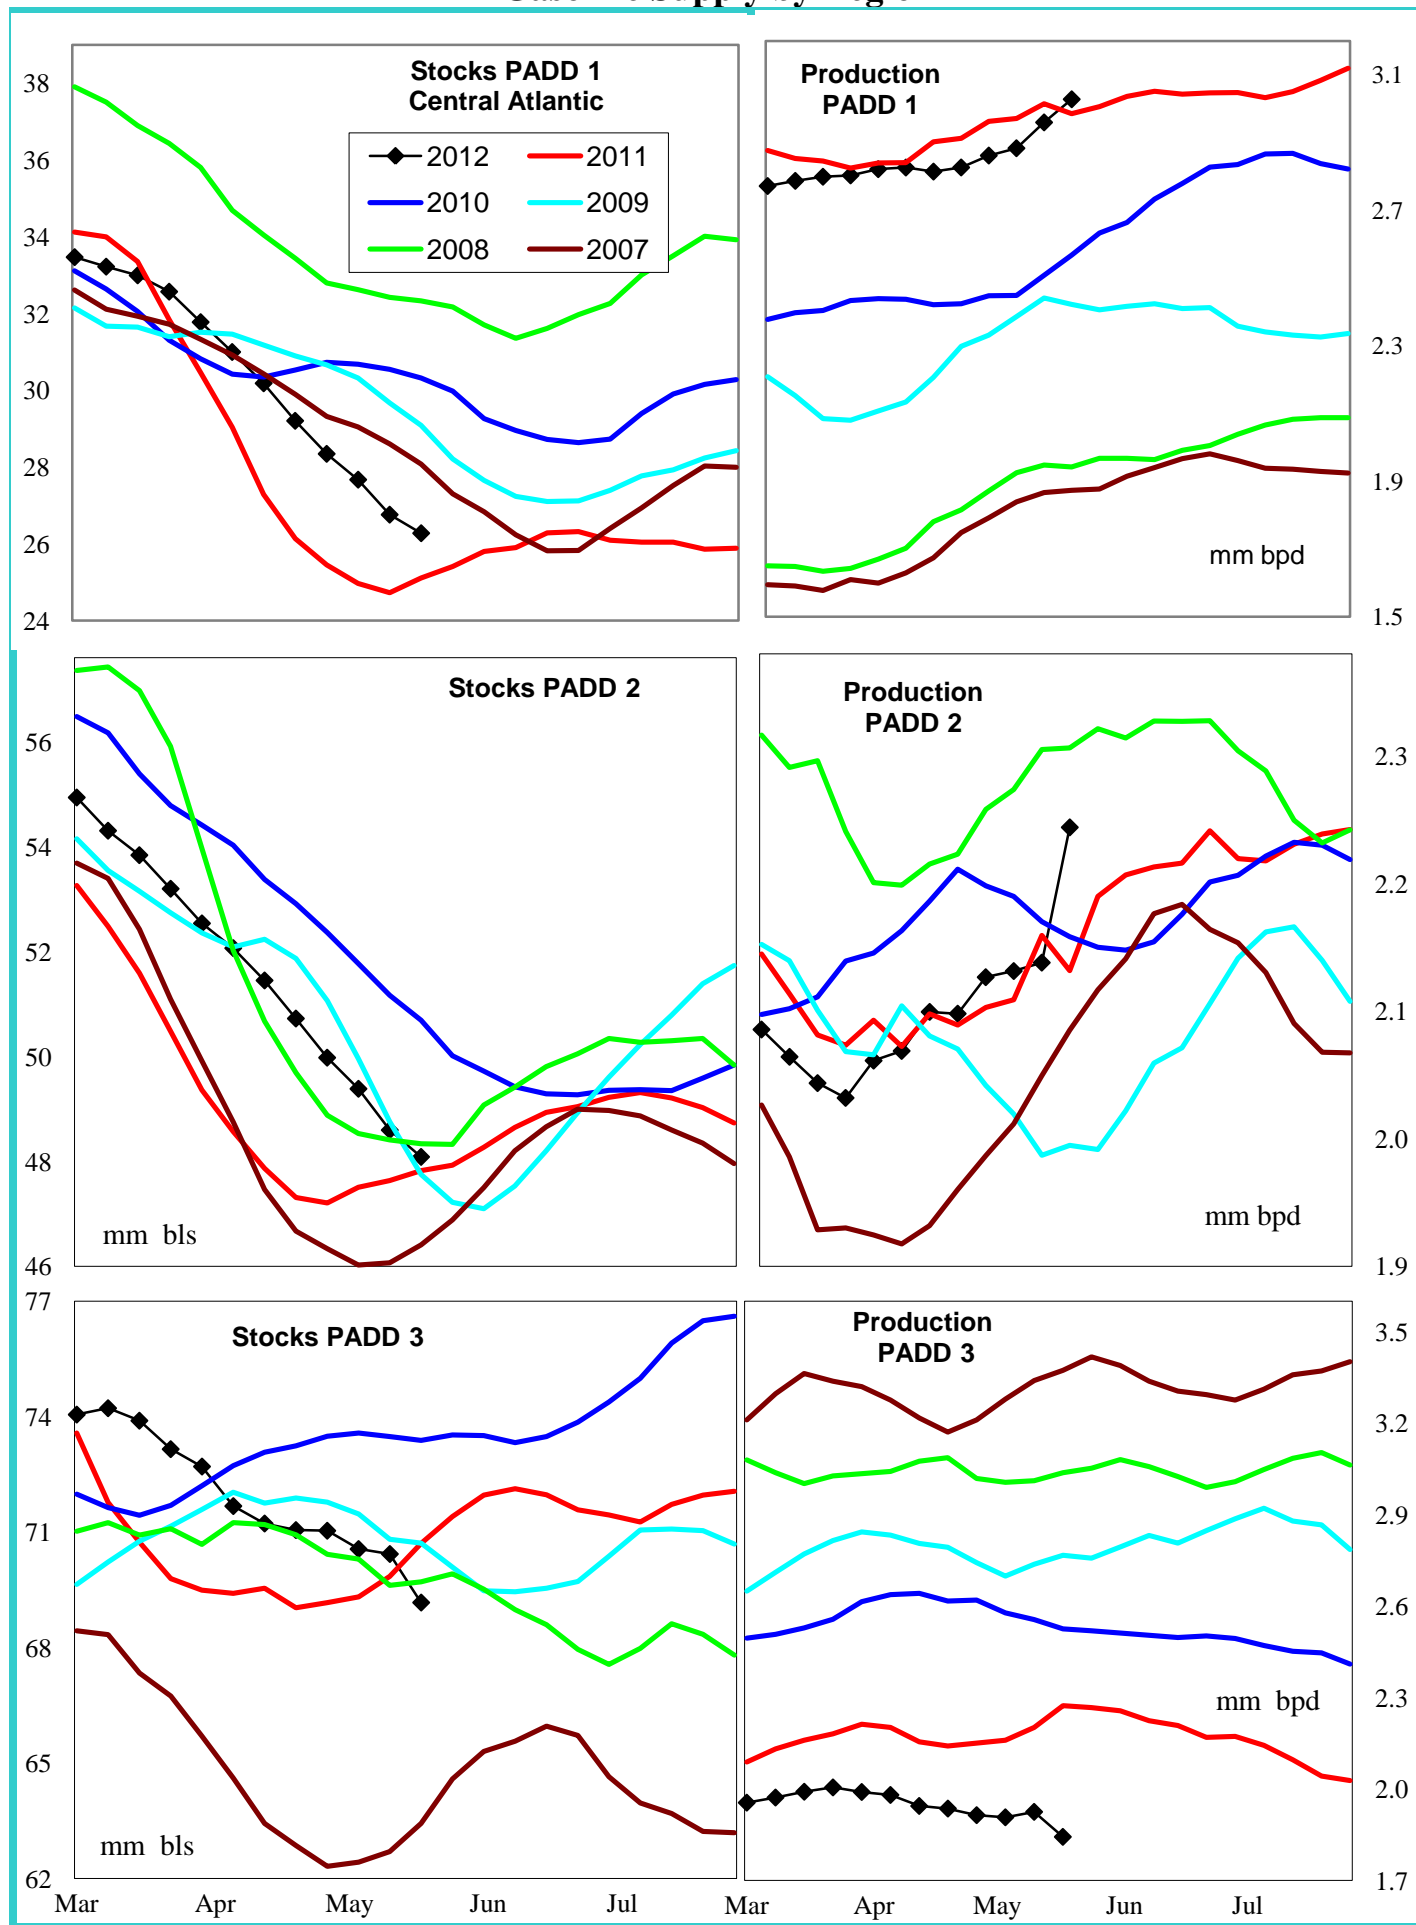 Stocks PADD 1
Central Atlantic
2012 2011
2010 2009
2008 2007
38
36
34
32
30
28
26
24
Production
PADD 1
mm bpd
3.1
2.7
2.3
1.9
1.5
Stocks PADD 2
mm bls
56
54
52
50
48
46
Production
PADD 2
mm bpd
2.3
2.2
2.1
2.0
1.9
Stocks PADD 3
mm bls
77
74
71
68
65
62
Mar Apr May Jun Jul
Production
PADD 3
mm bpd
3.5
3.2
2.9
2.6
2.3
2.0
1.7
Mar Apr May Jun Jul